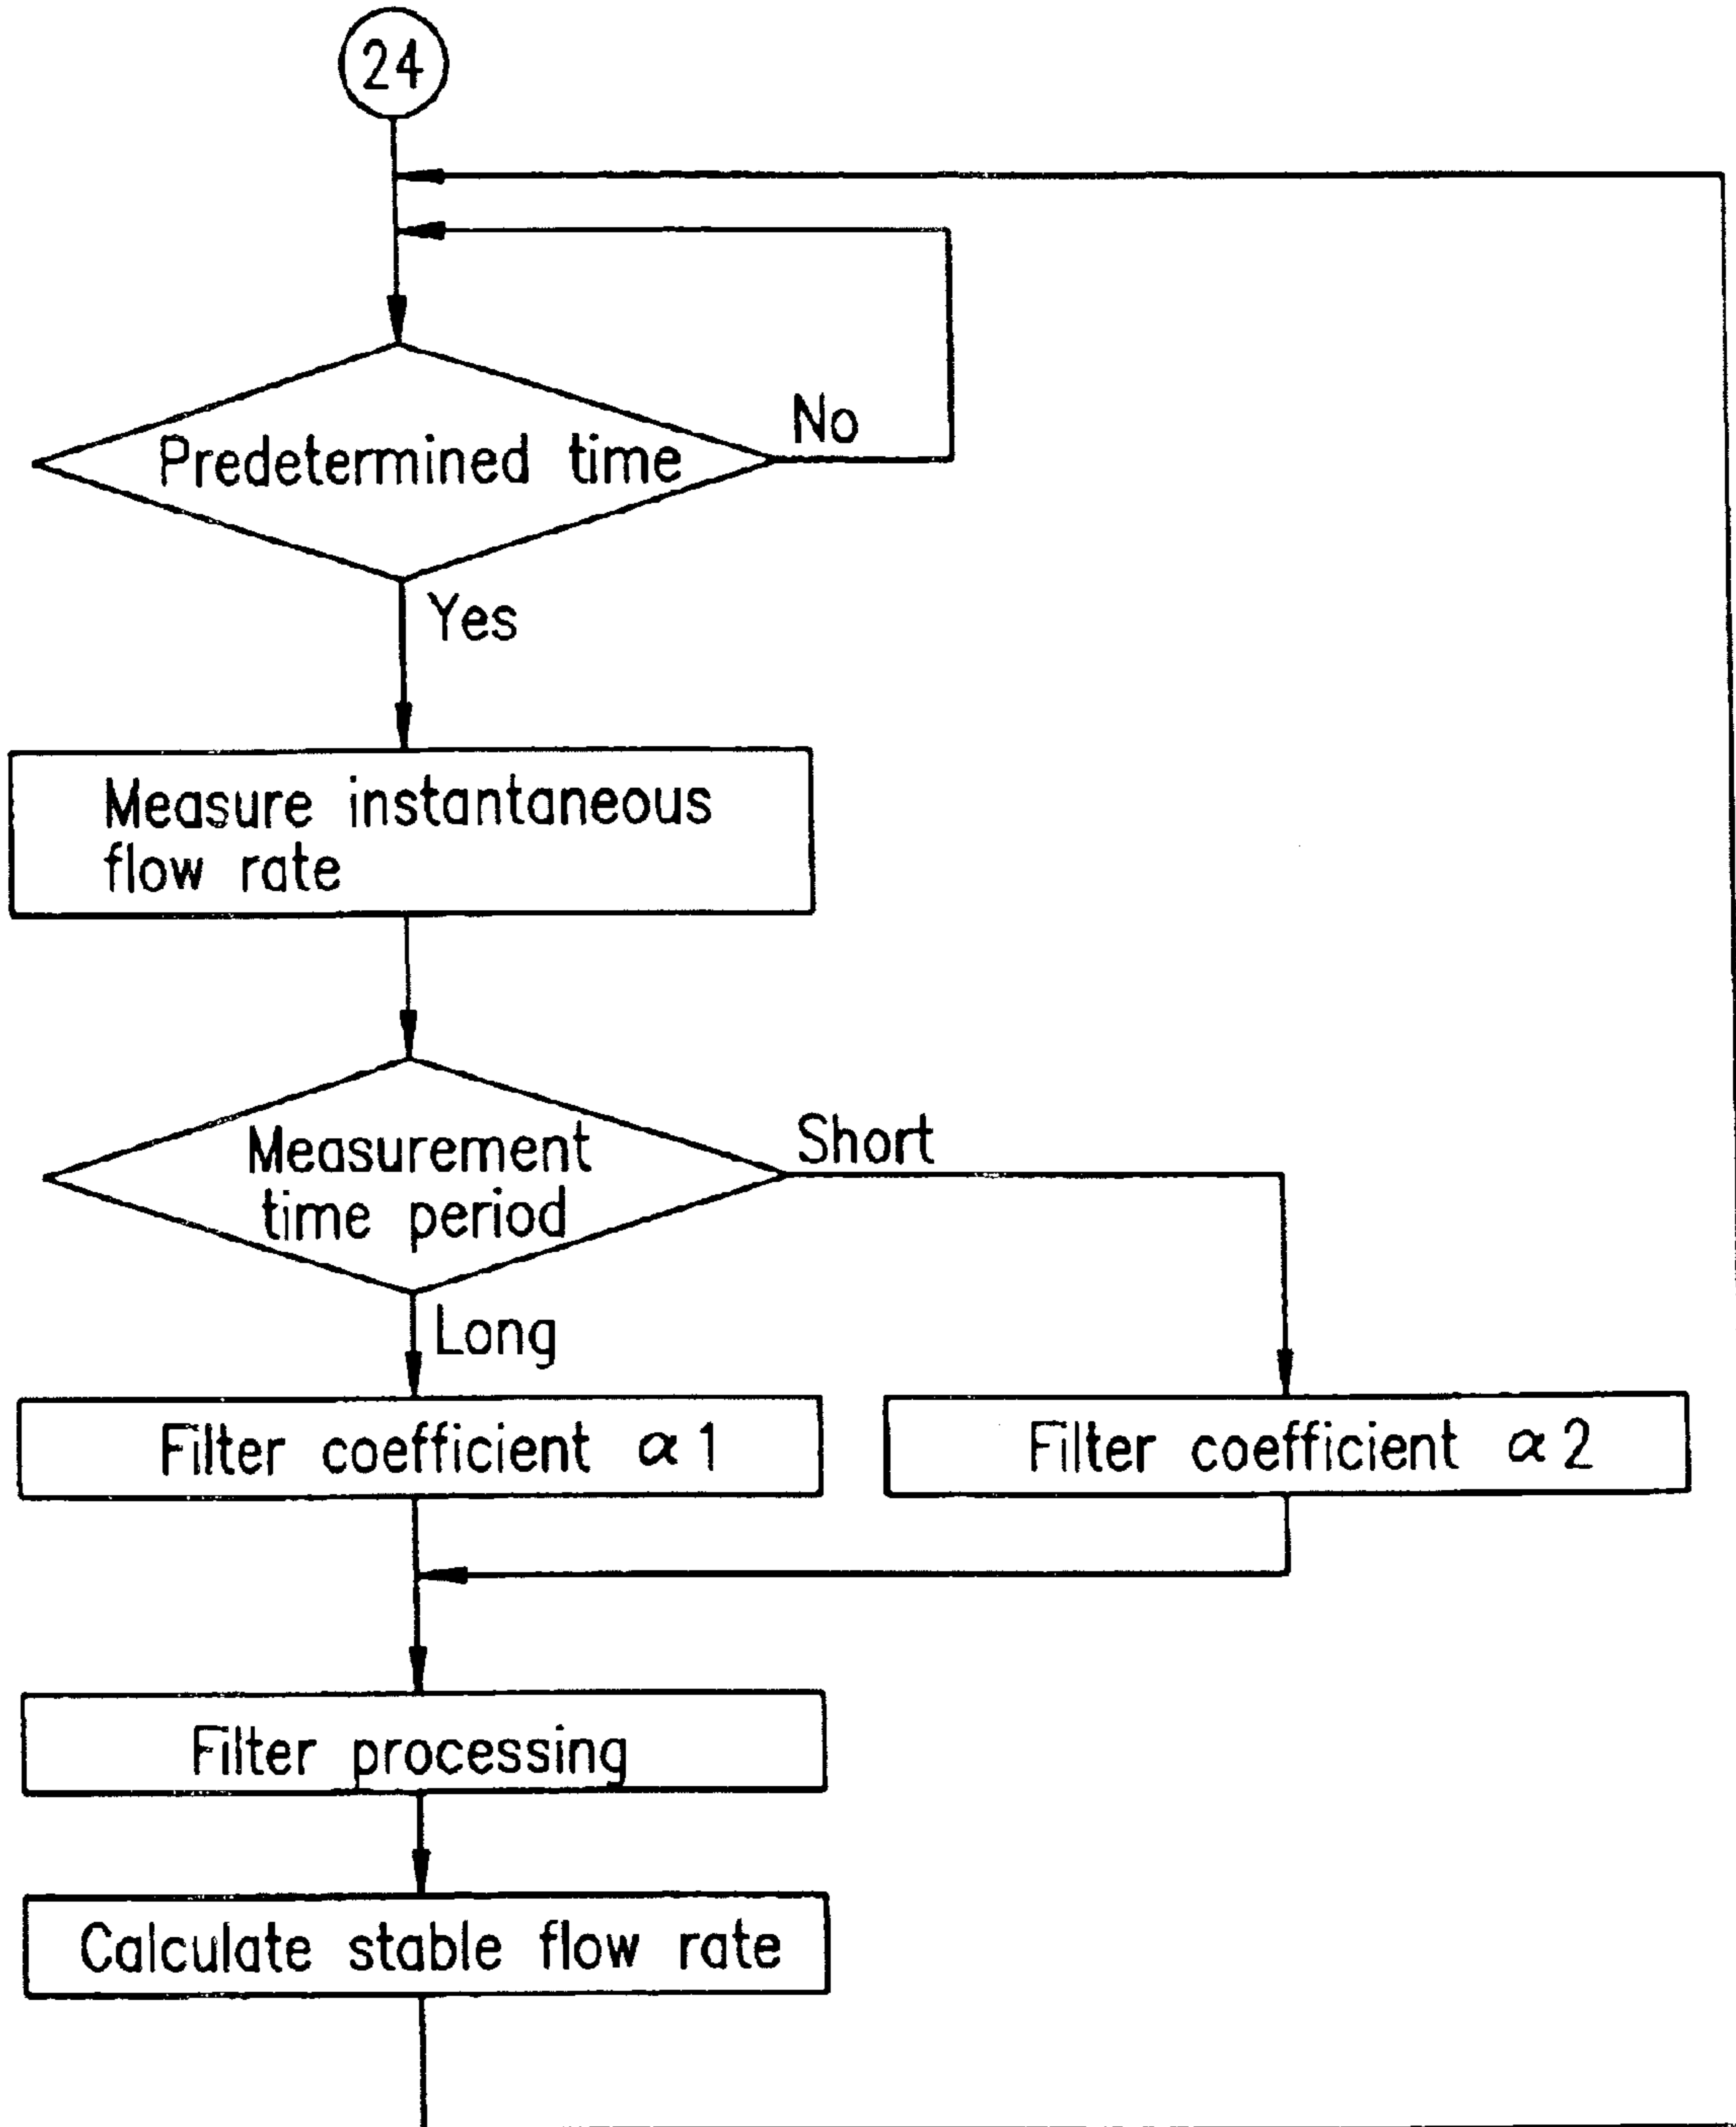 24
No
Predetermined time
Yes
Measure instantaneous
flow rate
Short
Measurement
time period
Long
Filter coefficient α1
Filter coefficient α2
Filter processing
Calculate stable flow rate